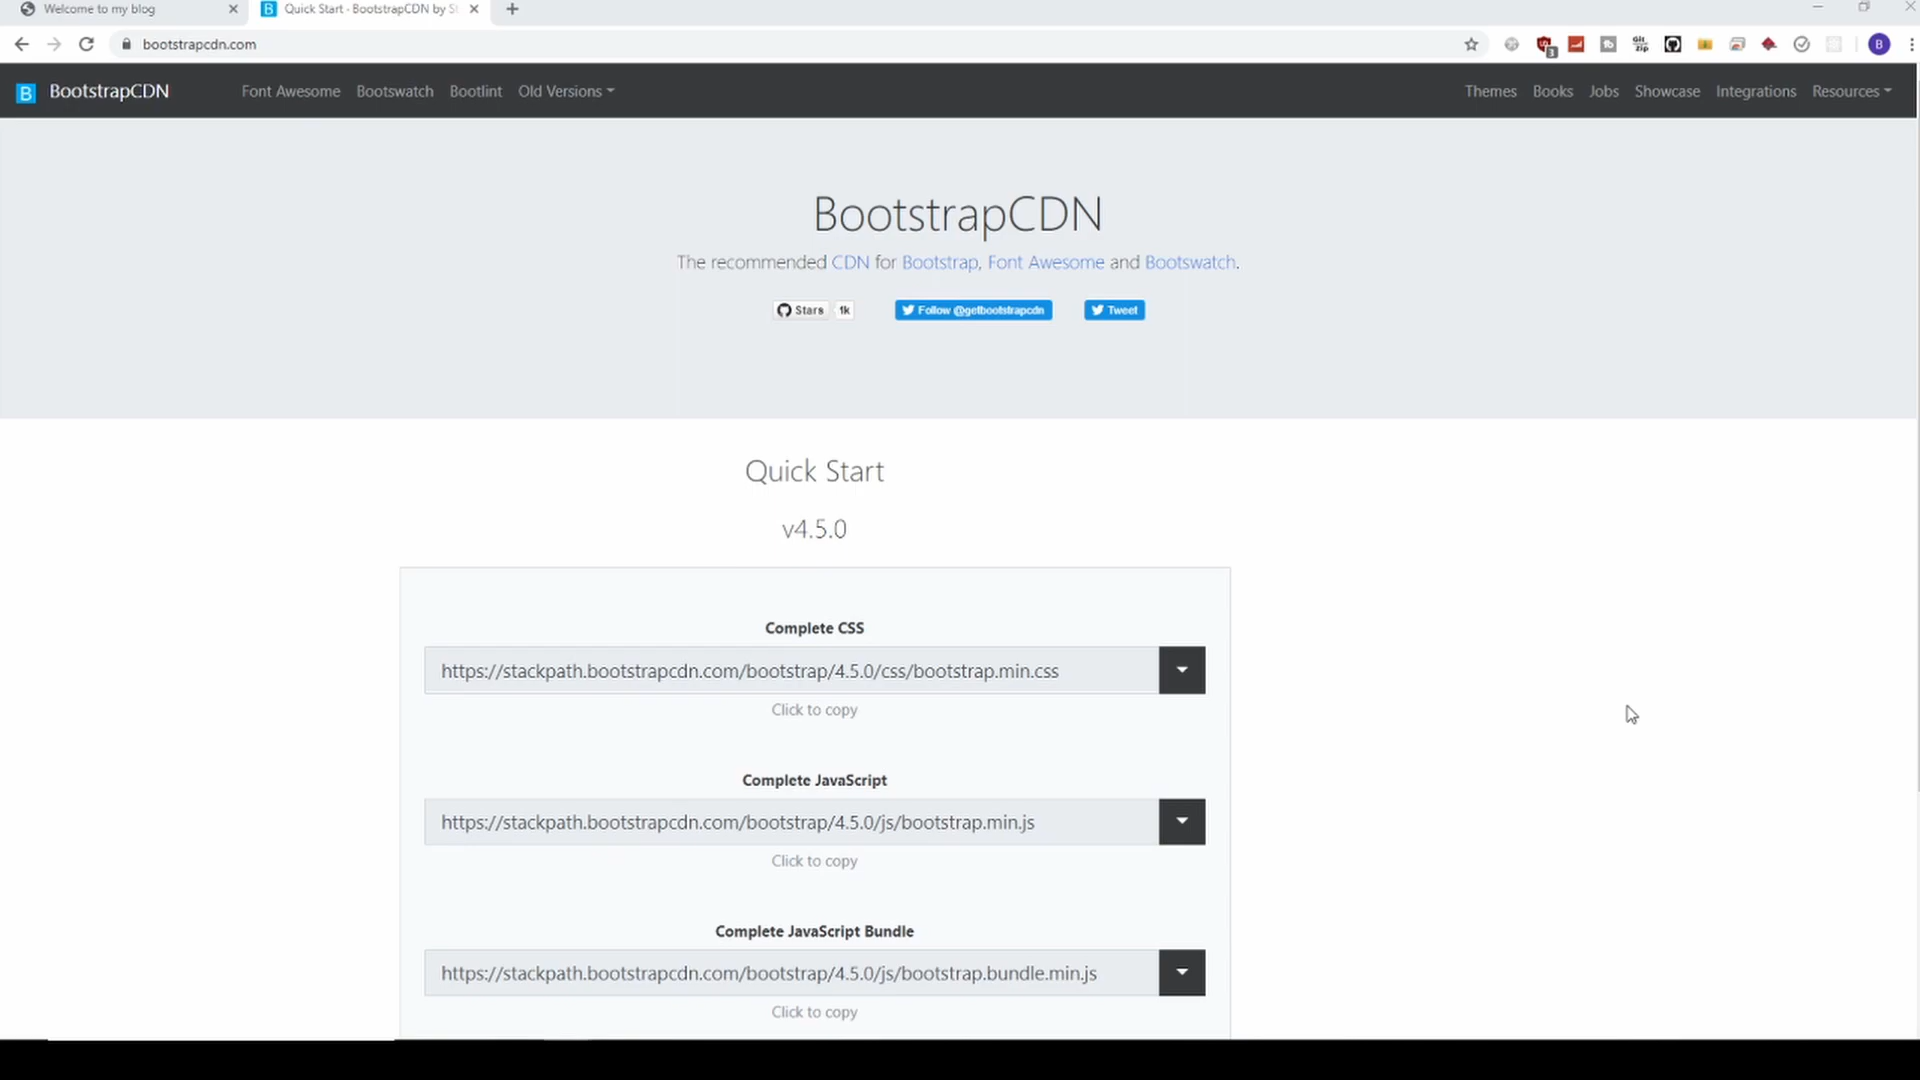 Welcome to my blog
Quick Start · BootstrapCDN by St
bootstrapcdn.com
3
Git zip
B
B BootstrapCDN Font Awesome Bootswatch Bootlint Old Versions Themes Books Jobs Showcase Integrations Resources
BootstrapCDN
The recommended CDN for Bootstrap, Font Awesome and Bootswatch.
Stars 1k Follow @getbootstrapcdn Tweet
Quick Start
v4.5.0
Complete CSS
https://stackpath.bootstrapcdn.com/bootstrap/4.5.0/css/bootstrap.min.css
Click to copy
Complete JavaScript
https://stackpath.bootstrapcdn.com/bootstrap/4.5.0/js/bootstrap.min.js
Click to copy
Complete JavaScript Bundle
https://stackpath.bootstrapcdn.com/bootstrap/4.5.0/js/bootstrap.bundle.min.js
Click to copy